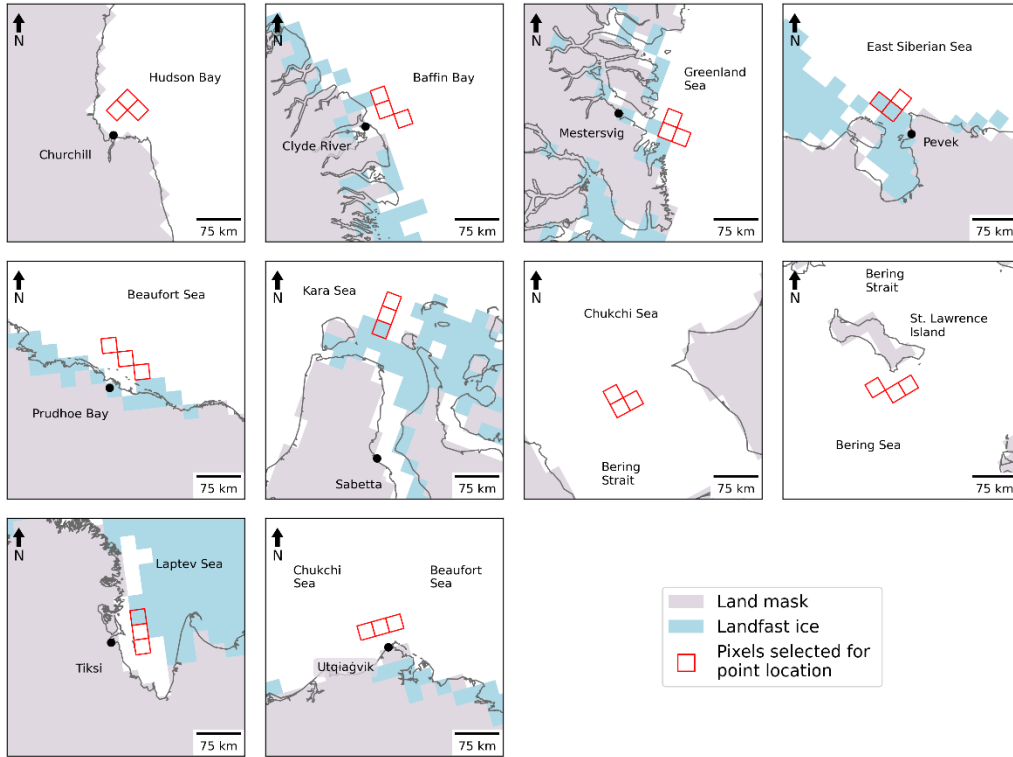 N
Hudson Bay
Churchill
75 km
N
Baffin Bay
Clyde River
75 km
N
Greenland
Sea
Mestersvig
75 km
N
East Siberian Sea
Pevek
75 km
N
Beaufort Sea
Prudhoe Bay
75 km
N
Kara Sea
Sabetta
75 km
N
Chukchi Sea
Bering
Strait
75 km
N
Bering
Strait
St. Lawrence
Island
Bering Sea
75 km
N
Laptev Sea
Tiksi
75 km
N
Chukchi
Sea
Beaufort
Sea
Utqiaġvik
75 km
Land mask
Landfast ice
Pixels selected for
point location